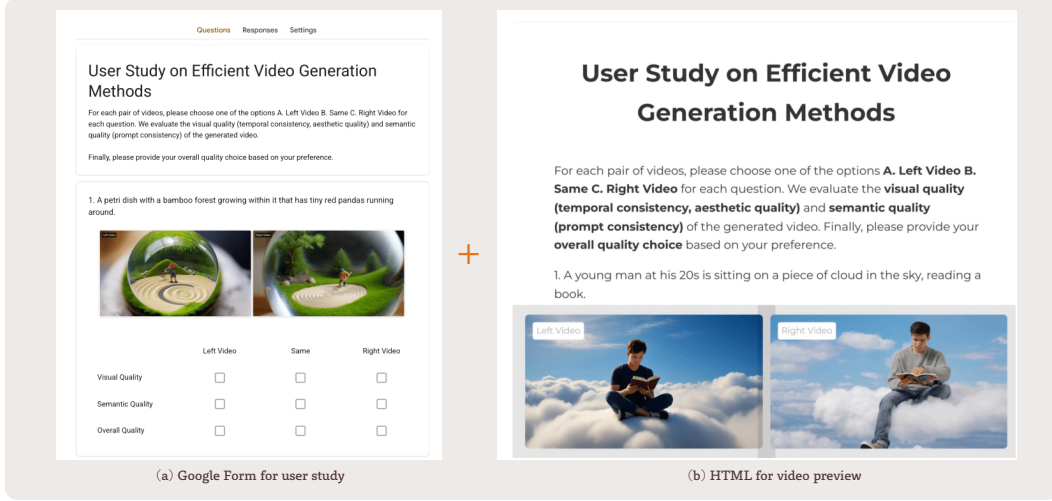 Questions Responses Settings
User Study on Efficient Video Generation
Methods
For each pair of videos, please choose one of the options A. Left Video B. Same C. Right Video for
each question. We evaluate the visual quality (temporal consistency, aesthetic quality) and semantic
quality (prompt consistency) of the generated video.
Finally, please provide your overall quality choice based on your preference.
1. A petri dish with a bamboo forest growing within it that has tiny red pandas running
around.
Left Video
Right Video
Left Video Same Right Video
Visual Quality
Semantic Quality
Overall Quality
(a) Google Form for user study
+
User Study on Efficient Video
Generation Methods
For each pair of videos, please choose one of the options A. Left Video B.
Same C. Right Video for each question. We evaluate the visual quality
(temporal consistency, aesthetic quality) and semantic quality
(prompt consistency) of the generated video. Finally, please provide your
overall quality choice based on your preference.
1. A young man at his 20s is sitting on a piece of cloud in the sky, reading a
book.
Left Video
Right Video
(b) HTML for video preview